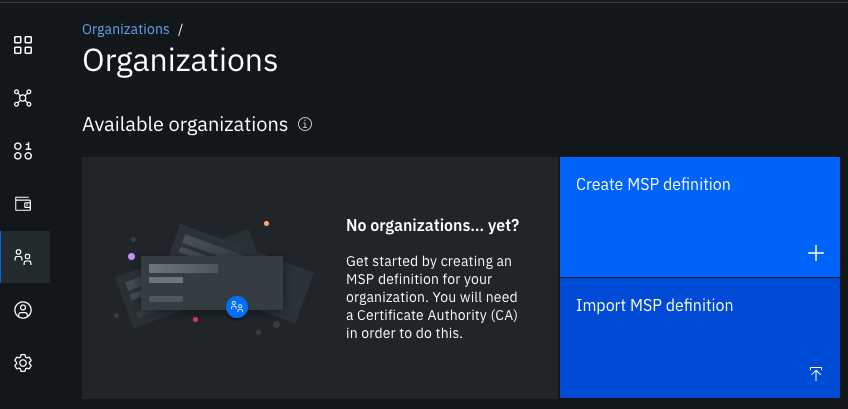 Organizations /
Organizations
Available organizations
Create MSP definition
No organizations... yet?
Get started by creating an
MSP definition for your
organization. You will need
a Certificate Authority (CA)
in order to do this.
Import MSP definition